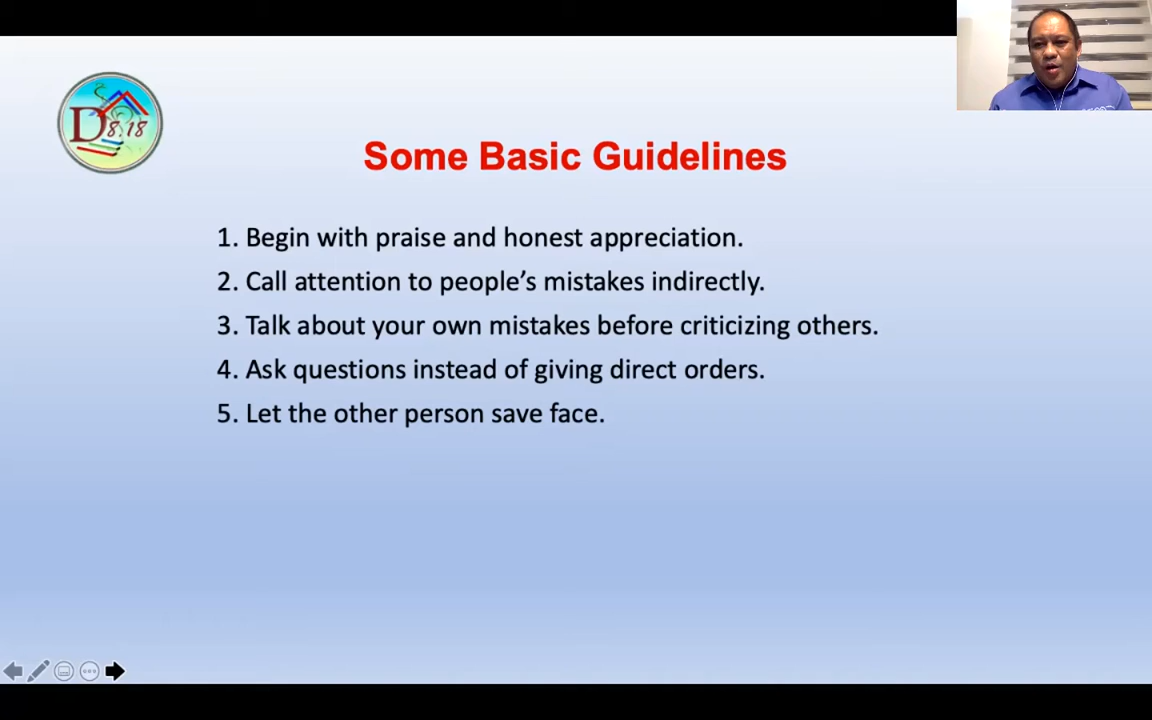 D8.18
Some Basic Guidelines
1. Begin with praise and honest appreciation.
2. Call attention to people’s mistakes indirectly.
3. Talk about your own mistakes before criticizing others.
4. Ask questions instead of giving direct orders.
5. Let the other person save face.